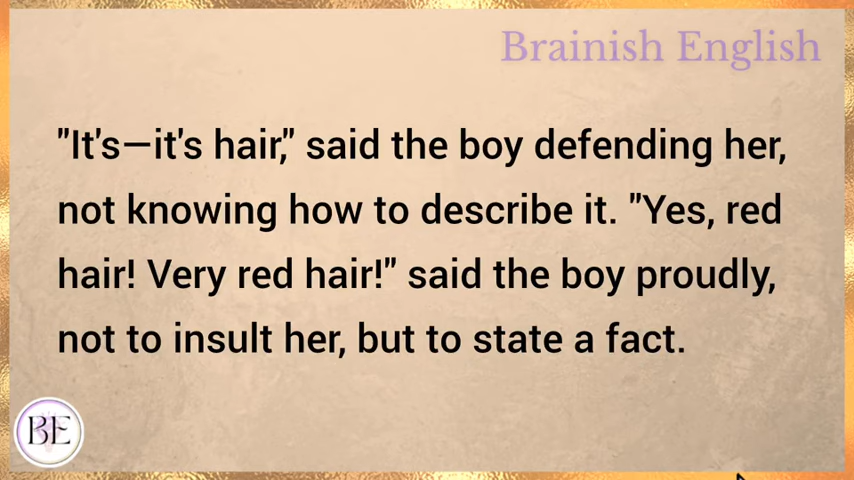 Brainish English
"It's—it's hair," said the boy defending her,
not knowing how to describe it. "Yes, red
hair! Very red hair!" said the boy proudly,
not to insult her, but to state a fact.
BE